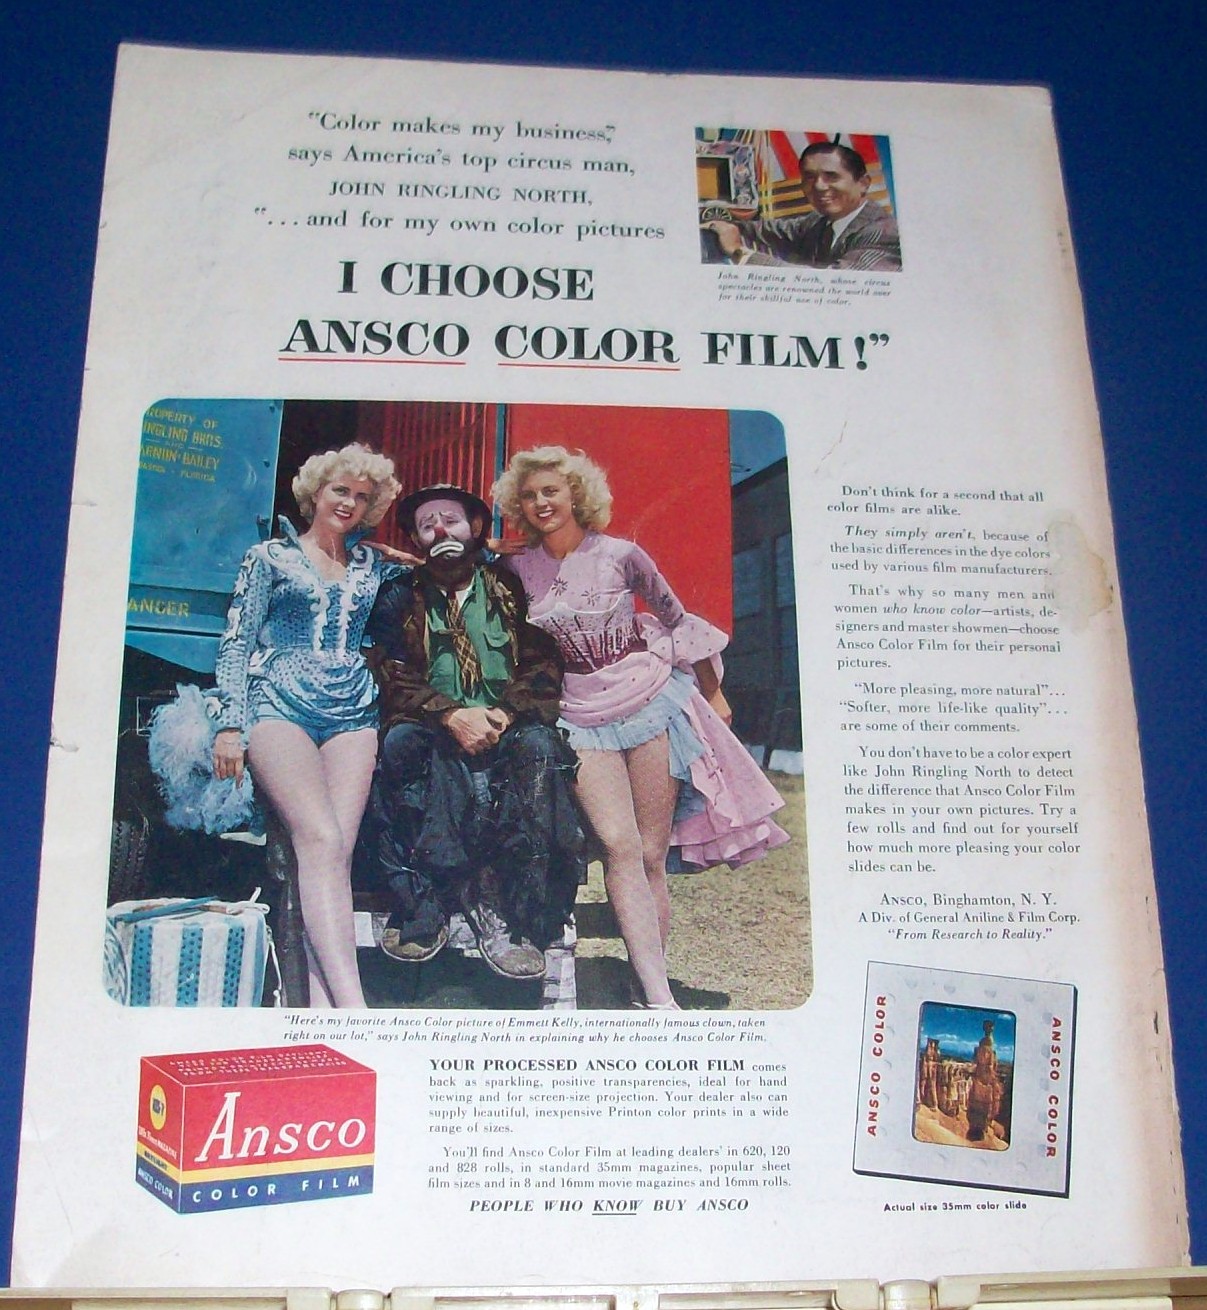 "Color makes my business,"
says America's top circus man,
JOHN RINGLING NORTH,
"... and for my own color pictures
I CHOOSE
ANSCO COLOR FILM!"
John Ringling North, whose circus
spectacles are renowned the world over
for their skillful use of color.
ROPERTY OF
INGLING BROS.
AND
ARNUM-BAILEY
FLORIDA
ANGER
Don't think for a second that all
color films are alike.
They simply aren't, because of
the basic differences in the dye colors
used by various film manufacturers.
That's why so many men and
women who know color—artists, de-
signers and master showmen—choose
Ansco Color Film for their personal
pictures.
"More pleasing, more natural"...
"Softer, more life-like quality"...
are some of their comments.
You don't have to be a color expert
like John Ringling North to detect
the difference that Ansco Color Film
makes in your own pictures. Try a
few rolls and find out for yourself
how much more pleasing your color
slides can be.
ANSCO, Binghamton, N. Y.
A Div. of General Aniline & Film Corp.
"From Research to Reality."
"Here's my favorite Ansco Color picture of Emmett Kelly, internationally famous clown, taken
right on our lot," says John Ringling North in explaining why he chooses Ansco Color Film.
Ansco
COLOR FILM
DAYLIGHT
ANSCO COLOR
YOUR PROCESSED ANSCO COLOR FILM comes
back as sparkling, positive transparencies, ideal for hand
viewing and for screen-size projection. Your dealer also can
supply beautiful, inexpensive Printon color prints in a wide
range of sizes.
You'll find Ansco Color Film at leading dealers' in 620, 120
and 828 rolls, in standard 35mm magazines, popular sheet
film sizes and in 8 and 16mm movie magazines and 16mm rolls.
PEOPLE WHO KNOW BUY ANSCO
ANSCO COLOR
ANSCO COLOR
Actual size 35mm color slide